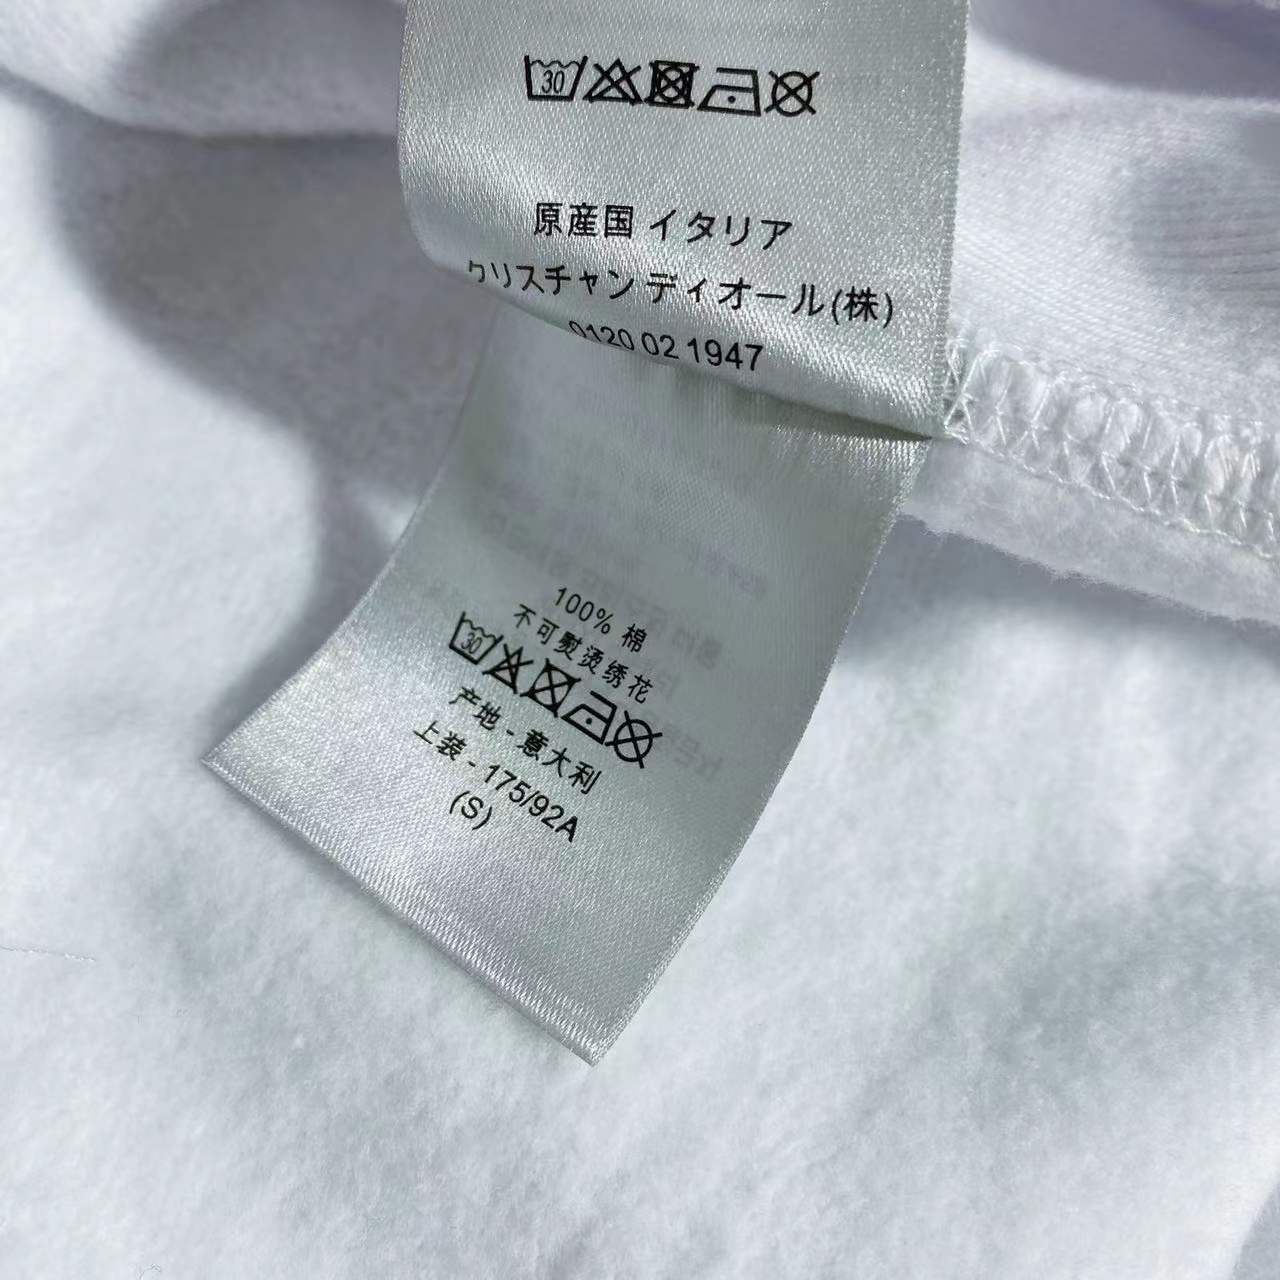 30
原産国 イタリア
クリスチャン ディオール(株)
0120 02 1947
100% 棉
不可熨烫绣花
30
产地 - 意大利
上装 - 175/92A
(S)